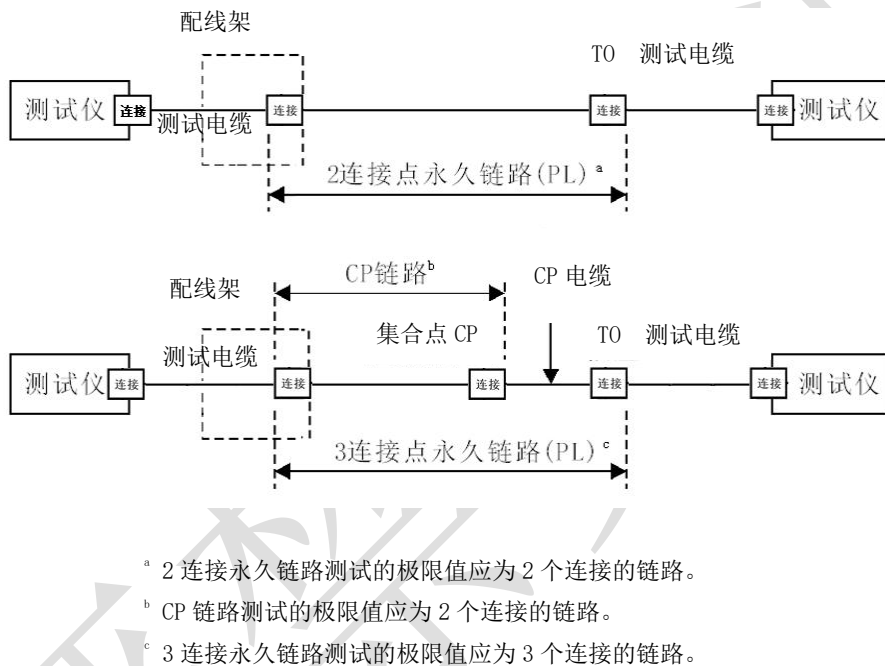 配线架
TO 测试电缆
测试仪 连接 连接 连接 连接 测试仪
测试电缆
2连接点永久链路(PL)ᵃ
CP链路ᵇ CP 电缆
配线架
集合点 CP TO 测试电缆
测试电缆
测试仪 连接 连接 连接 连接 连接 测试仪
3连接点永久链路(PL)ᶜ
ᵃ 2 连接永久链路测试的极限值应为 2 个连接的链路。
ᵇ CP 链路测试的极限值应为 2 个连接的链路。
ᶜ 3 连接永久链路测试的极限值应为 3 个连接的链路。